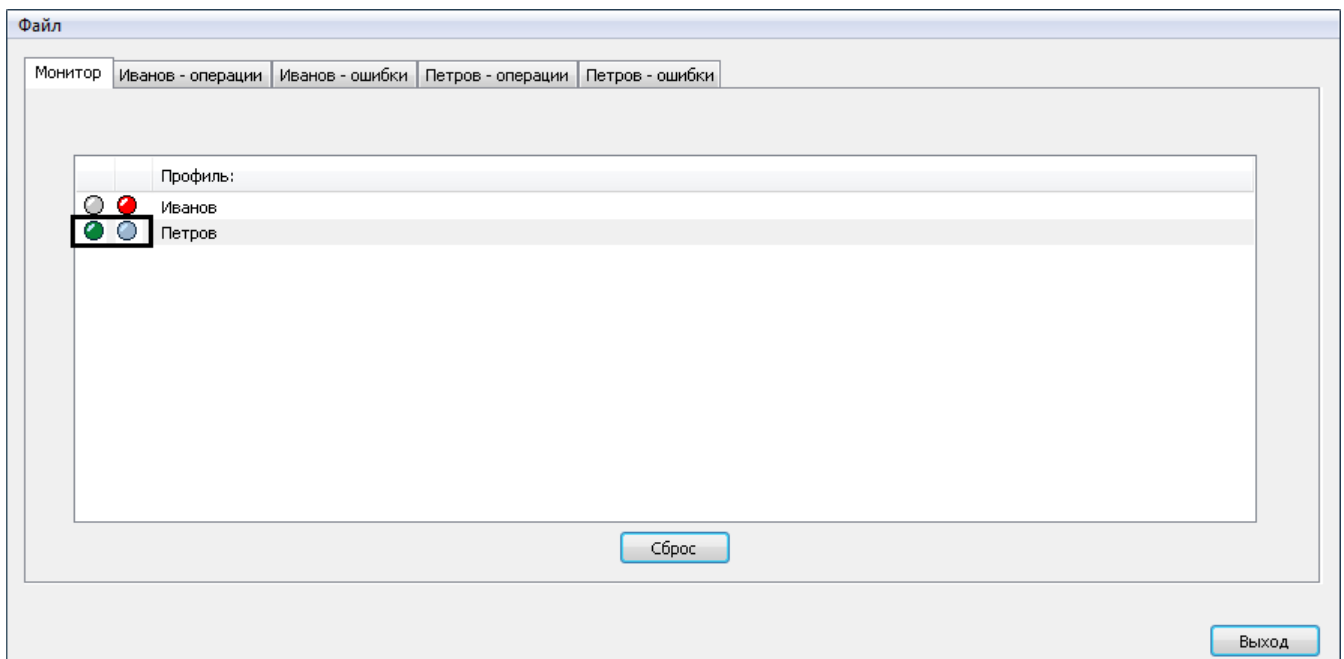 Файл
Монитор Иванов - операции Иванов - ошибки Петров - операции Петров - ошибки
Профиль:
Иванов
Петров
Сброс
Выход